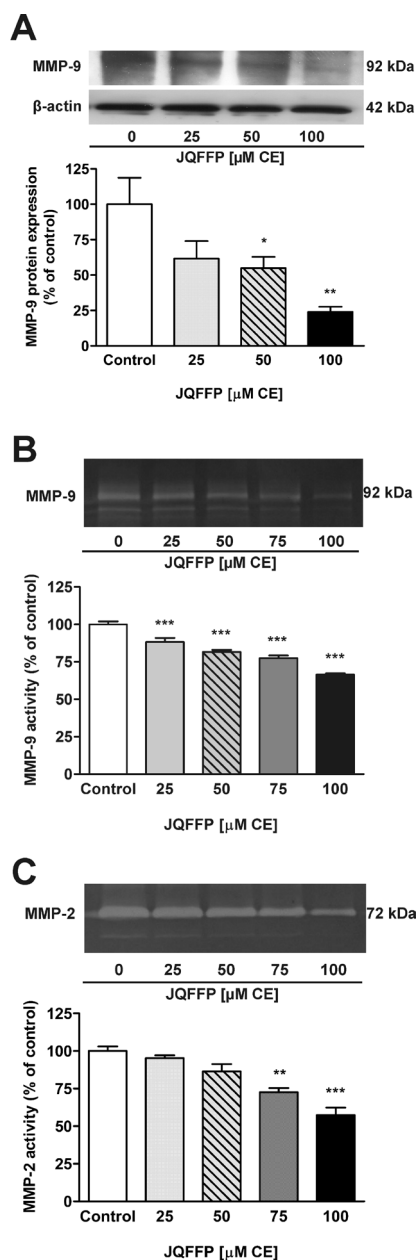 A
MMP-9
92 kDa
β-actin
42 kDa
0 25 50 100
JQFFP [µM CE]
MMP-9 protein expression
(% of control)
125
100
75
50
25
0
*
**
Control 25 50 100
JQFFP [µM CE]
B
MMP-9
92 kDa
0 25 50 75 100
JQFFP [µM CE]
MMP-9 activity (% of control)
125
100
75
50
25
0
*** *** *** ***
Control 25 50 75 100
JQFFP [µM CE]
C
MMP-2
72 kDa
0 25 50 75 100
JQFFP [µM CE]
MMP-2 activity (% of control)
125
100
75
50
25
0
** ***
Control 25 50 75 100
JQFFP [µM CE]